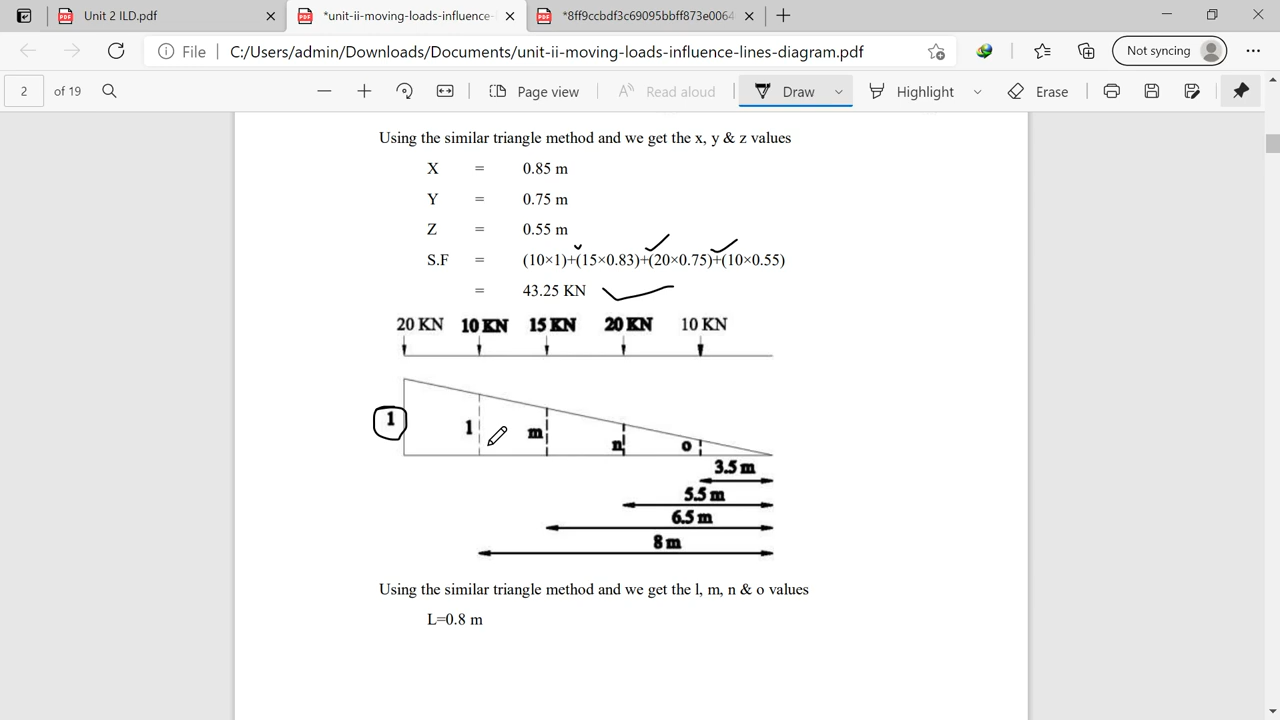 Unit 2 ILD.pdf
*unit-ii-moving-loads-influence-
*8ff9ccbdf3c69095bbff873e0064
File
C:/Users/admin/Downloads/Documents/unit-ii-moving-loads-influence-lines-diagram.pdf
Not syncing
2 of 19
Page view
Read aloud
Draw
Highlight
Erase
Using the similar triangle method and we get the x, y & z values
X = 0.85 m
Y = 0.75 m
Z = 0.55 m
S.F = (10×1)+(15×0.83)+(20×0.75)+(10×0.55)
= 43.25 KN
20 KN 10 KN 15 KN 20 KN 10 KN
1 l m n o
3.5 m
5.5 m
6.5 m
8 m
Using the similar triangle method and we get the l, m, n & o values
L=0.8 m